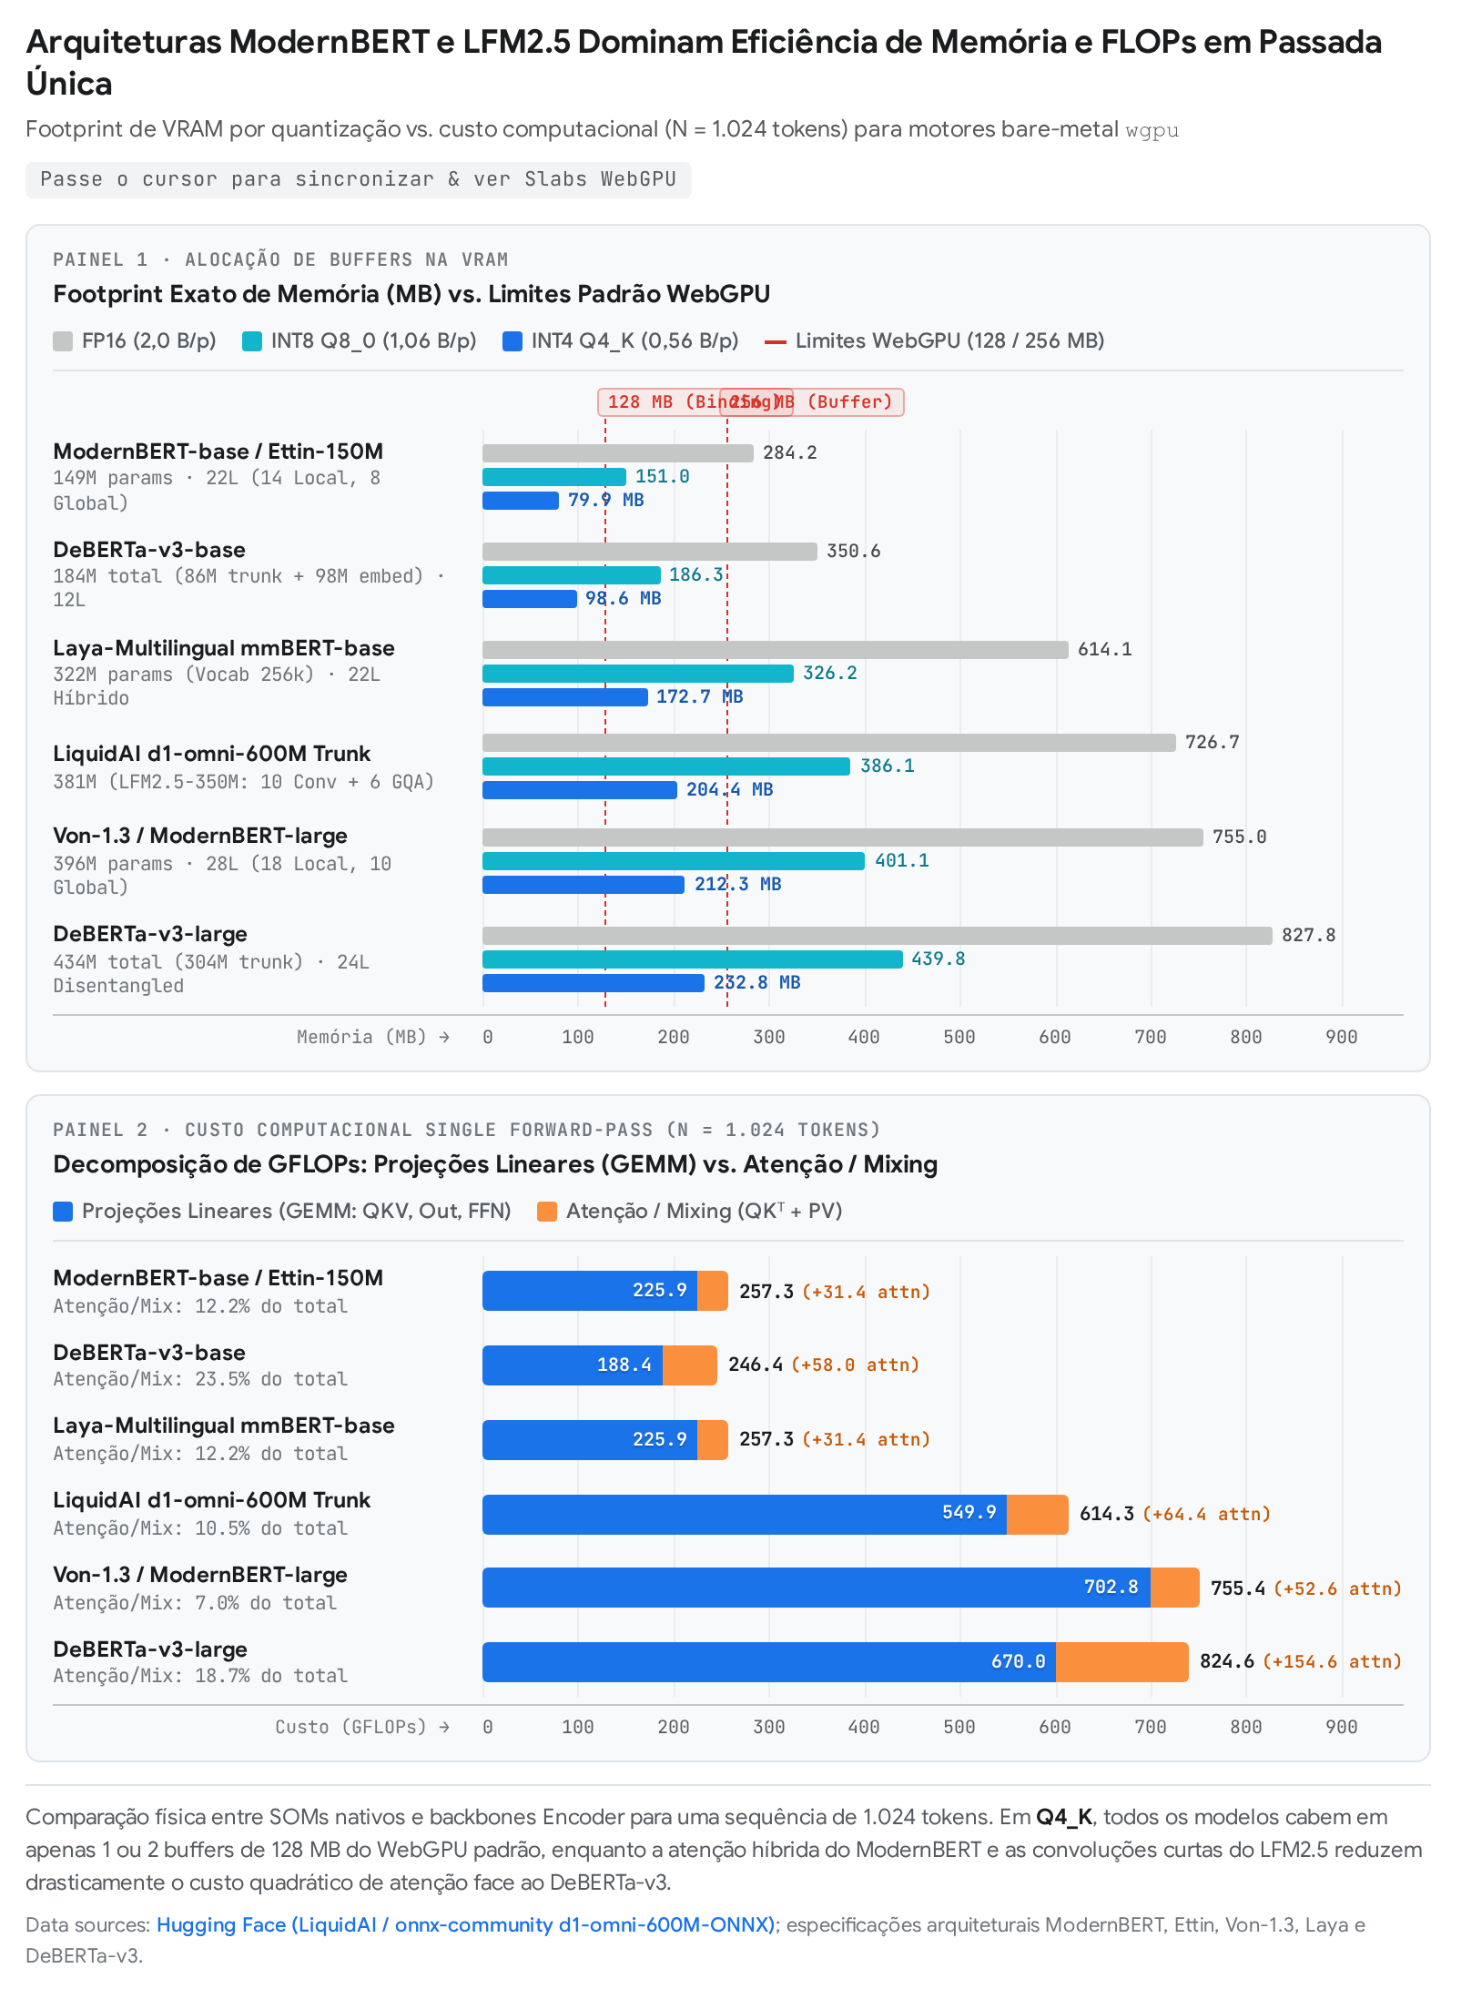 Arquiteturas ModernBERT e LFM2.5 Dominam Eficiência de Memória e FLOPs em Passada
Única
Footprint de VRAM por quantização vs. custo computacional (N = 1.024 tokens) para motores bare-metal wgpu
Passe o cursor para sincronizar & ver Slabs WebGPU
PAINEL 1 · ALOCAÇÃO DE BUFFERS NA VRAM
Footprint Exato de Memória (MB) vs. Limites Padrão WebGPU
FP16 (2,0 B/p) INT8 Q8_0 (1,06 B/p) INT4 Q4_K (0,56 B/p) Limites WebGPU (128 / 256 MB)
128 MB (Binding) 256 MB (Buffer)
ModernBERT-base / Ettin-150M
149M params · 22L (14 Local, 8
Global)
284.2
151.0
79.9 MB
DeBERTa-v3-base
184M total (86M trunk + 98M embed) ·
12L
350.6
186.3
98.6 MB
Laya-Multilingual mmBERT-base
322M params (Vocab 256k) · 22L
Híbrido
614.1
326.2
172.7 MB
LiquidAI d1-omni-600M Trunk
381M (LFM2.5-350M: 10 Conv + 6 GQA)
726.7
386.1
204.4 MB
Von-1.3 / ModernBERT-large
396M params · 28L (18 Local, 10
Global)
755.0
401.1
212.3 MB
DeBERTa-v3-large
434M total (304M trunk) · 24L
Disentangled
827.8
439.8
232.8 MB
Memória (MB) → 0 100 200 300 400 500 600 700 800 900
PAINEL 2 · CUSTO COMPUTACIONAL SINGLE FORWARD-PASS (N = 1.024 TOKENS)
Decomposição de GFLOPs: Projeções Lineares (GEMM) vs. Atenção / Mixing
Projeções Lineares (GEMM: QKV, Out, FFN) Atenção / Mixing (QKᵀ + PV)
ModernBERT-base / Ettin-150M
Atenção/Mix: 12.2% do total
225.9 257.3 (+31.4 attn)
DeBERTa-v3-base
Atenção/Mix: 23.5% do total
188.4 246.4 (+58.0 attn)
Laya-Multilingual mmBERT-base
Atenção/Mix: 12.2% do total
225.9 257.3 (+31.4 attn)
LiquidAI d1-omni-600M Trunk
Atenção/Mix: 10.5% do total
549.9 614.3 (+64.4 attn)
Von-1.3 / ModernBERT-large
Atenção/Mix: 7.0% do total
702.8 755.4 (+52.6 attn)
DeBERTa-v3-large
Atenção/Mix: 18.7% do total
670.0 824.6 (+154.6 attn)
Custo (GFLOPs) → 0 100 200 300 400 500 600 700 800 900
Comparação física entre SOMs nativos e backbones Encoder para uma sequência de 1.024 tokens. Em Q4_K, todos os modelos cabem em
apenas 1 ou 2 buffers de 128 MB do WebGPU padrão, enquanto a atenção híbrida do ModernBERT e as convoluções curtas do LFM2.5 reduzem
drasticamente o custo quadrático de atenção face ao DeBERTa-v3.
Data sources: Hugging Face (LiquidAI / onnx-community d1-omni-600M-ONNX); especificações arquiteturais ModernBERT, Ettin, Von-1.3, Laya e
DeBERTa-v3.